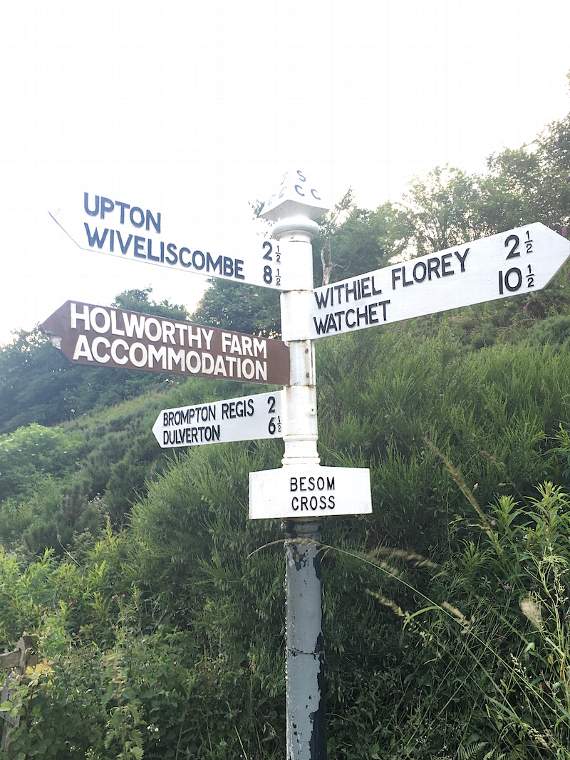 S
C C
UPTON 2½
WIVELISCOMBE 8½
WITHIEL FLOREY 2½
WATCHET 10½
HOLWORTHY FARM
ACCOMMODATION
BROMPTON REGIS 2
DULVERTON 6½
BESOM
CROSS